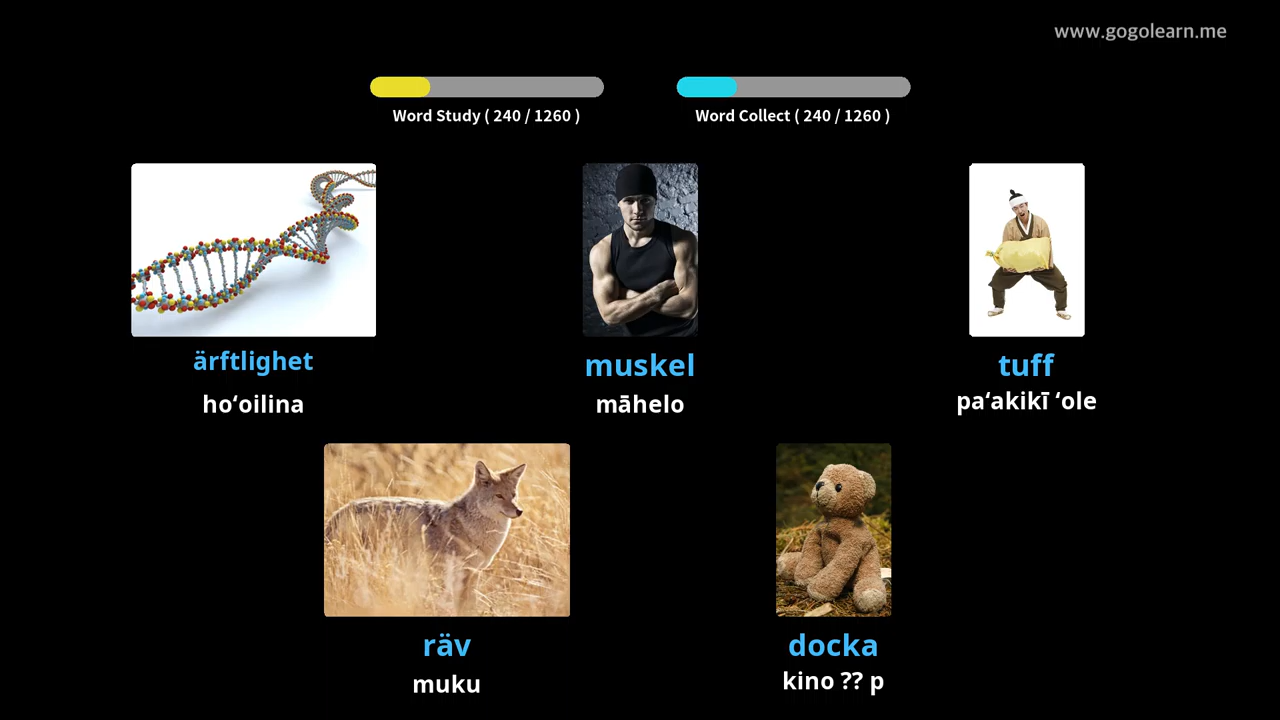 www.gogolearn.me
Word Study ( 240 / 1260 )
Word Collect ( 240 / 1260 )
ärftlighet
muskel
tuff
hoʻoilina
māhelo
paʻakikī ʻole
räv
docka
muku
kino ?? p